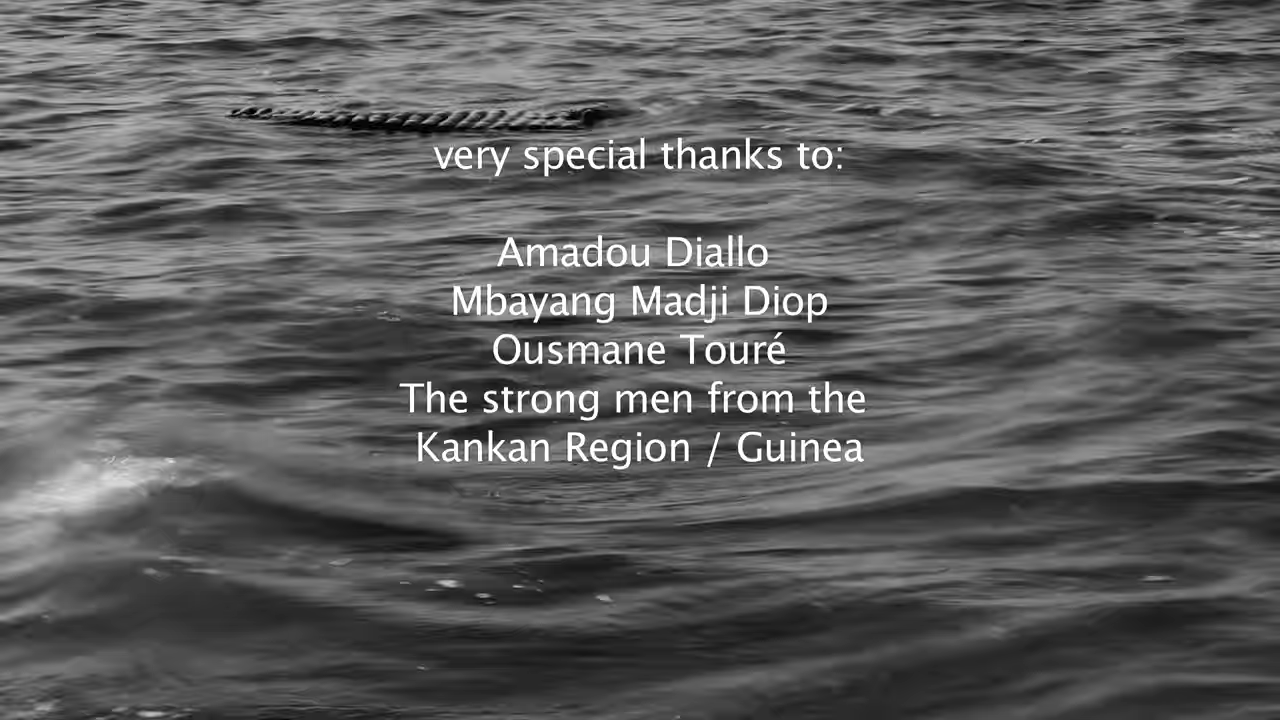 very special thanks to:
Amadou Diallo
Mbayang Madji Diop
Ousmane Touré
The strong men from the
Kankan Region / Guinea